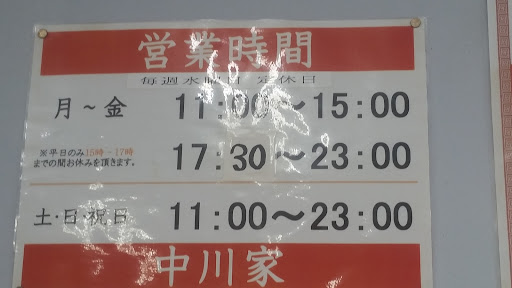 営業時間
毎週水曜日 定休日
月～金 11:00～15:00
※平日のみ15時～17時
までの間お休みを頂きます。
17:30～23:00
土・日・祝日 11:00～23:00
中川家